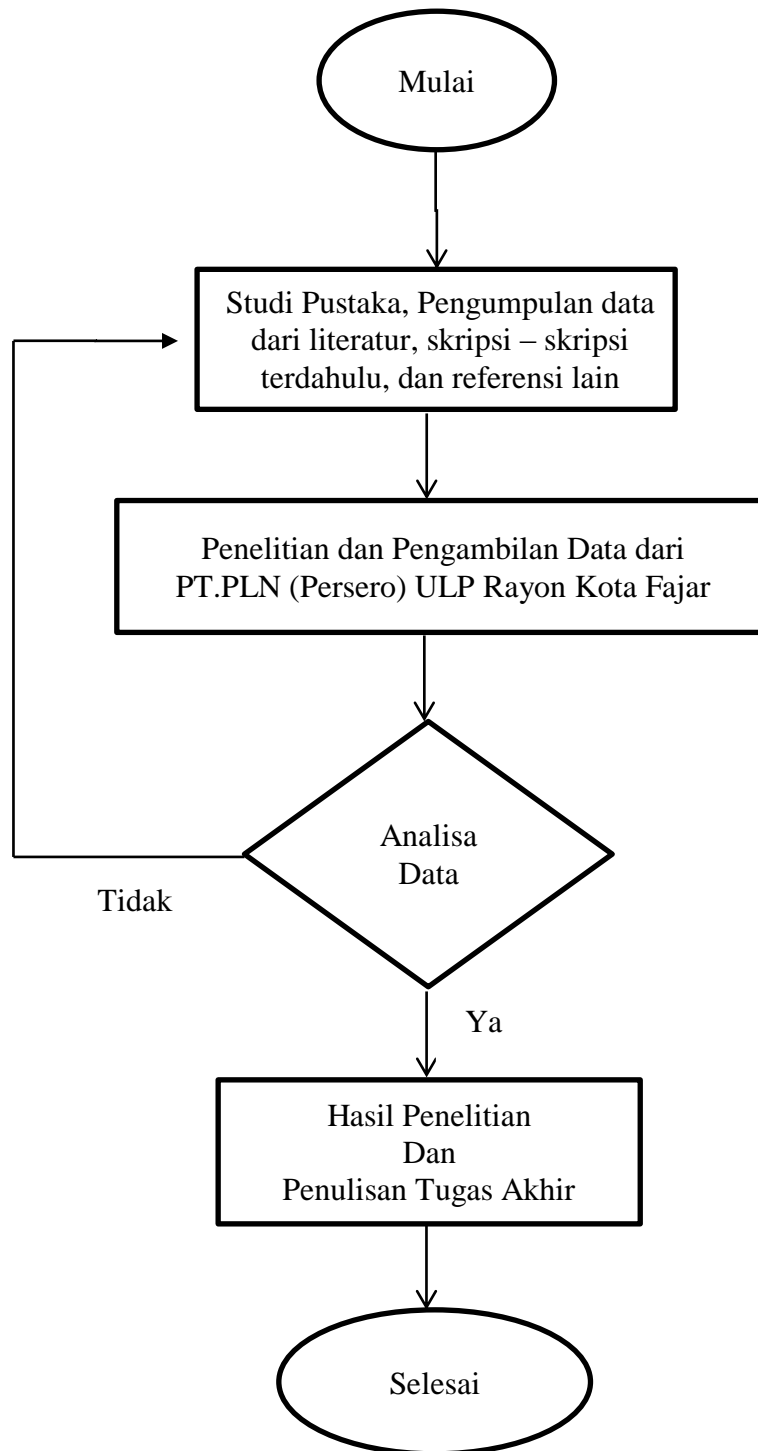 Mulai
Studi Pustaka, Pengumpulan data
dari literatur, skripsi – skripsi
terdahulu, dan referensi lain
Penelitian dan Pengambilan Data dari
PT.PLN (Persero) ULP Rayon Kota Fajar
Analisa
Data
Tidak
Ya
Hasil Penelitian
Dan
Penulisan Tugas Akhir
Selesai